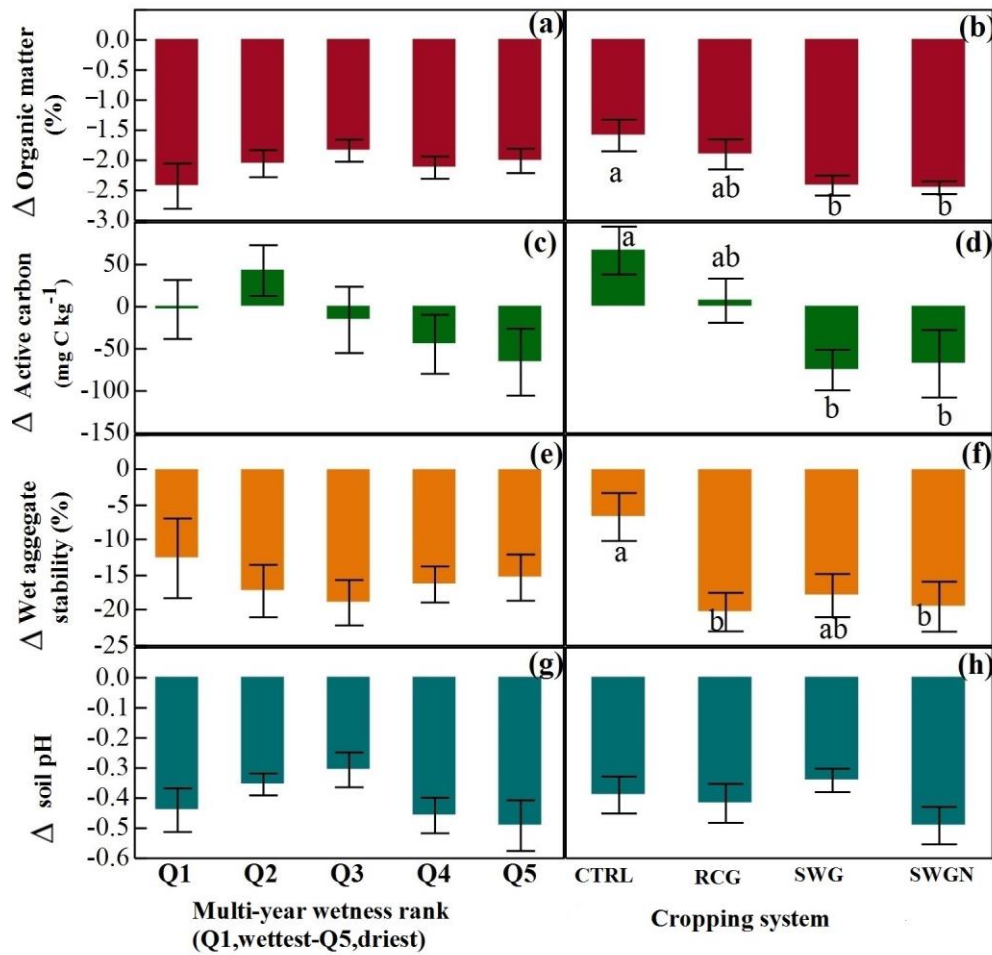 (a)
(b)
Δ Organic matter
(%)
0.0
-0.5
-1.0
-1.5
-2.0
-2.5
-3.0
a
ab
b
b
(c)
(d)
Δ Active carbon
(mg C kg-1)
50
0
-50
-100
-150
a
ab
b
b
(e)
(f)
Δ Wet aggegate
stability (%)
0
-5
-10
-15
-20
-25
a
b
ab
b
(g)
(h)
Δ soil pH
0.0
-0.1
-0.2
-0.3
-0.4
-0.5
-0.6
Q1 Q2 Q3 Q4 Q5
CTRL RCG SWG SWGN
Multi-year wetness rank
(Q1,wettest-Q5,driest)
Cropping system